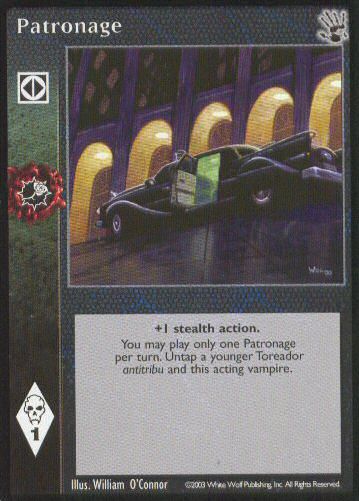 Patronage
+1 stealth action.
You may play only one Patronage
per turn. Untap a younger Toreador
antitribu and this acting vampire.
1
Illus. William O'Connor
©2003 White Wolf Publishing, Inc. All Rights Reserved.